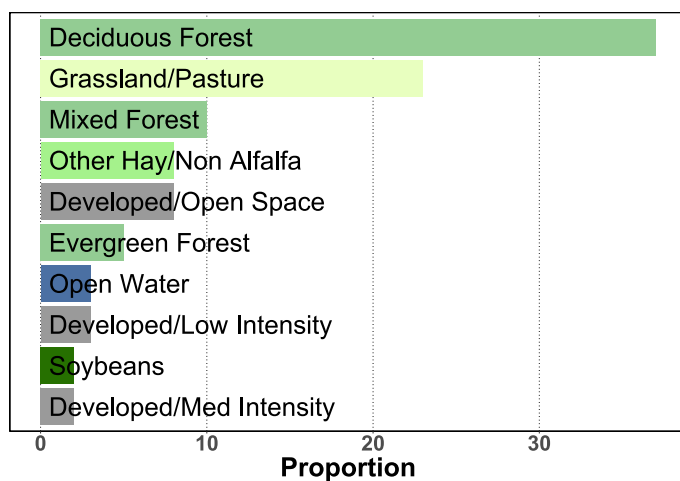 Deciduous Forest
Grassland/Pasture
Mixed Forest
Other Hay/Non Alfalfa
Developed/Open Space
Evergreen Forest
Open Water
Developed/Low Intensity
Soybeans
Developed/Med Intensity
0 10 20 30
Proportion